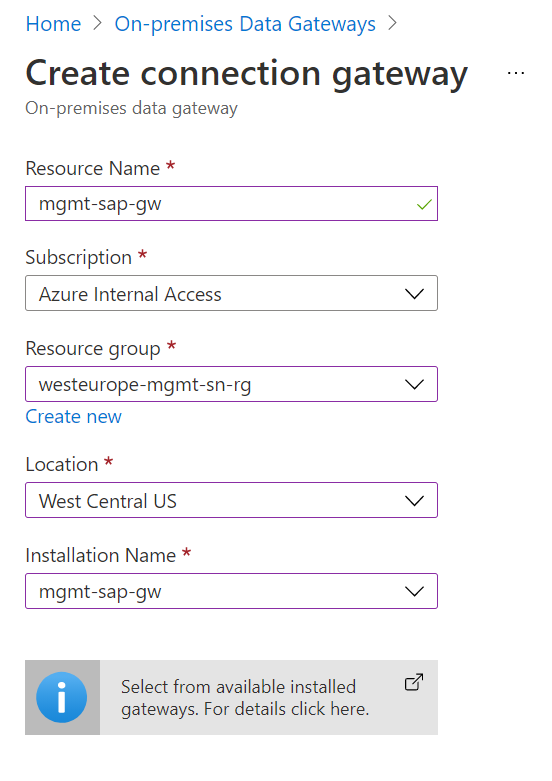 Home > On-premises Data Gateways >
Create connection gateway ...
On-premises data gateway
Resource Name *
mgmt-sap-gw
Subscription *
Azure Internal Access
Resource group *
westeurope-mgmt-sn-rg
Create new
Location *
West Central US
Installation Name *
mgmt-sap-gw
Select from available installed
gateways. For details click here.